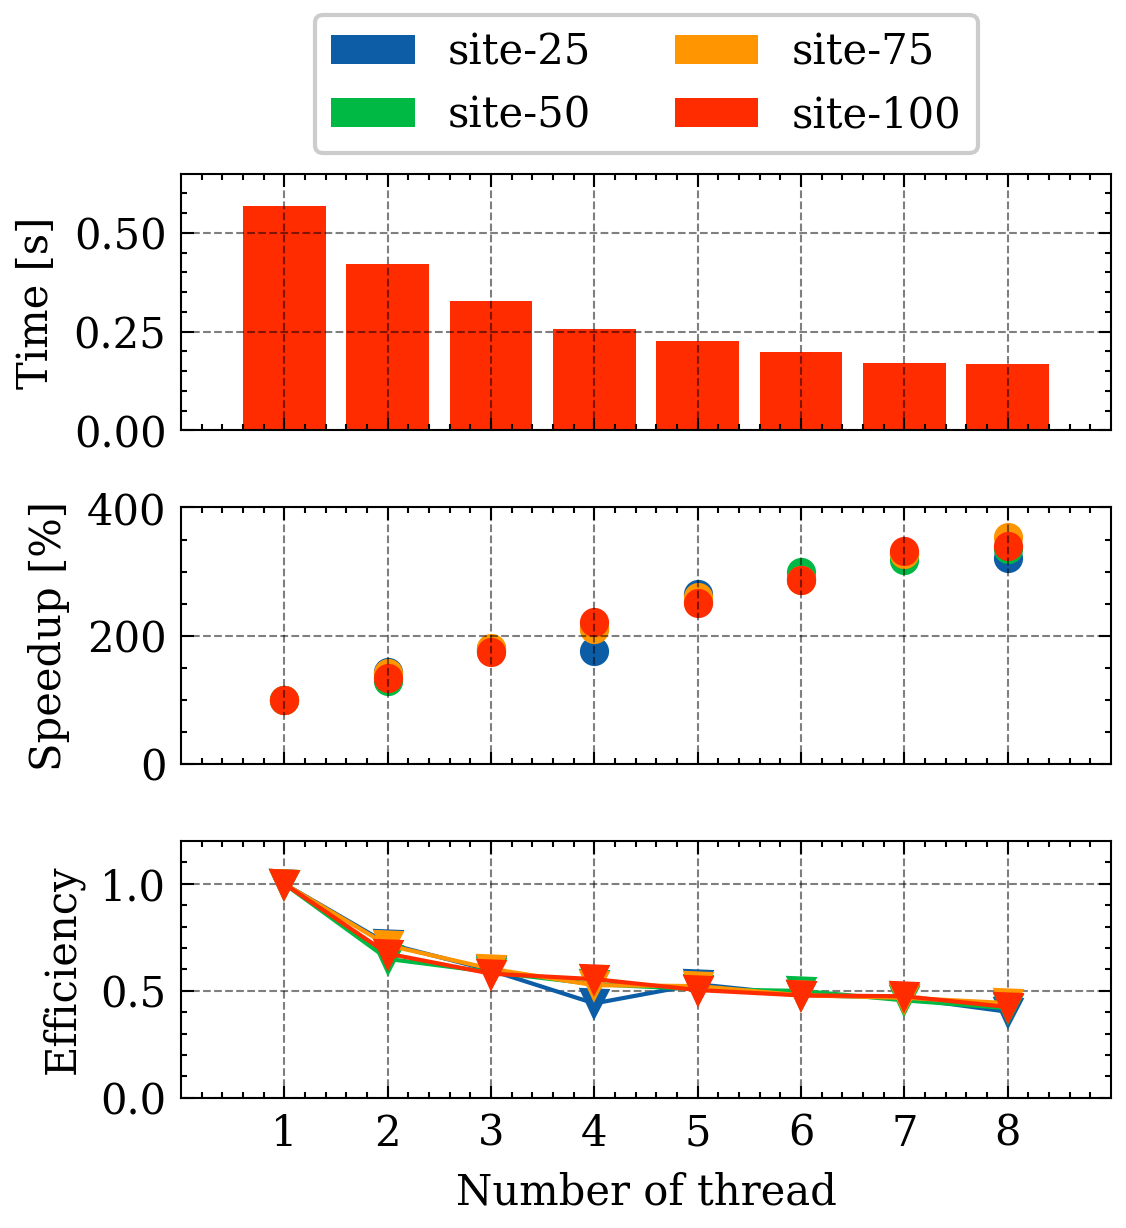 site-25
site-50
site-75
site-100
Time [s]
0.50
0.25
0.00
Speedup [%]
400
200
0
Efficiency
1.0
0.5
0.0
1 2 3 4 5 6 7 8
Number of thread